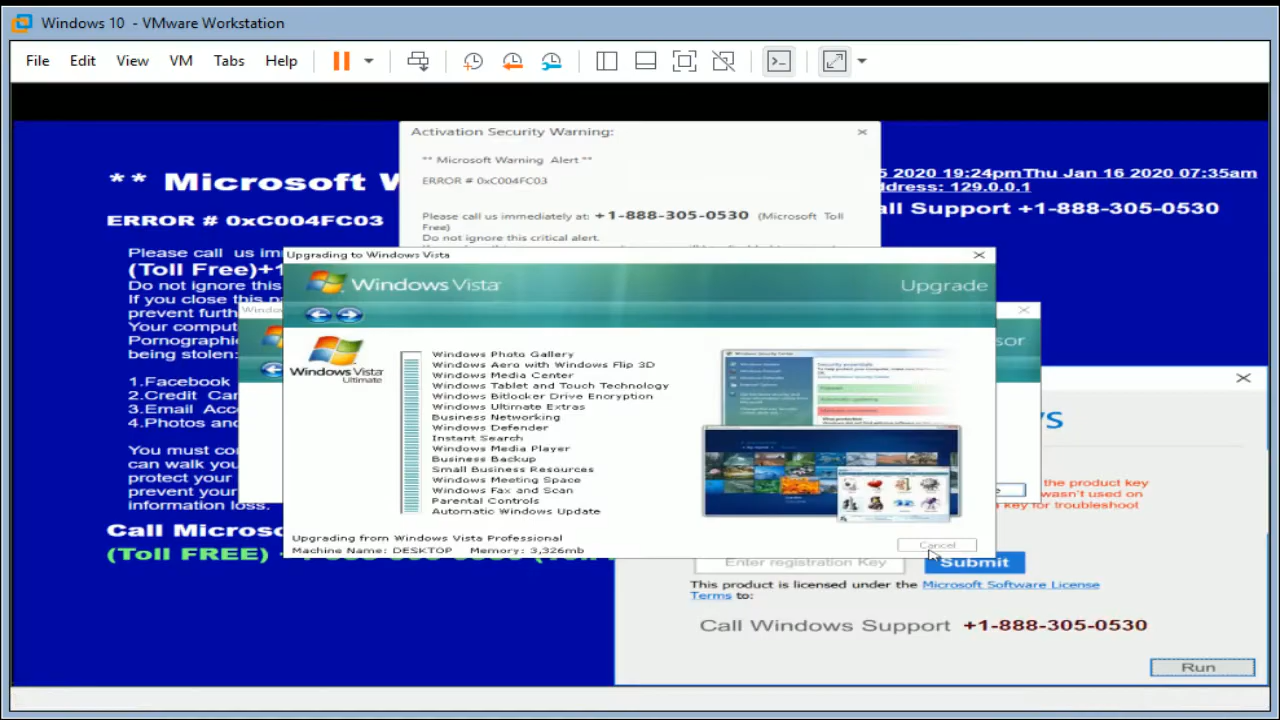 Windows 10 - VMware Workstation
File Edit View VM Tabs Help
Activation Security Warning:
** Microsoft Warning Alert **
ERROR # 0xC004FC03
Please call us immediately at: +1-888-305-0530 (Microsoft Toll
Free)
Do not ignore this critical alert.
** Microsoft W
5 2020 19:24pmThu Jan 16 2020 07:35am
ddress: 129.0.0.1
all Support +1-888-305-0530
ERROR # 0xC004FC03
Please call us im
(Toll Free)+1
Do not ignore this
If you close this p
prevent furth
Your comput
Pornographi
being stolen:
1.Facebook
2.Credit Car
3.Email Acc
.Photos and
You must co
can walk you
protect your
prevent your
information loss.
Call Microso
(Toll FREE)
Windows
sor
Upgrading to Windows Vista
Windows Vista
Upgrade
Windows Vista
Ultimate
Windows Photo Gallery
Windows Aero with Windows Flip 3D
Windows Media Center
Windows Tablet and Touch Technology
Windows Bitlocker Drive Encryption
Windows Ultimate Extras
Business Networking
Windows Defender
Instant Search
Windows Media Player
Business Backup
Small Business Resources
Windows Meeting Space
Windows Fax and Scan
Parental Controls
Automatic Windows Update
Upgrading from Windows Vista Professional
Machine Name: DESKTOP Memory: 3,326mb
Cancel
the product key
wasn't used on
key for troubleshoot
Enter registration Key
Submit
This product is licensed under the Microsoft Software License
Terms to:
Call Windows Support +1-888-305-0530
Run